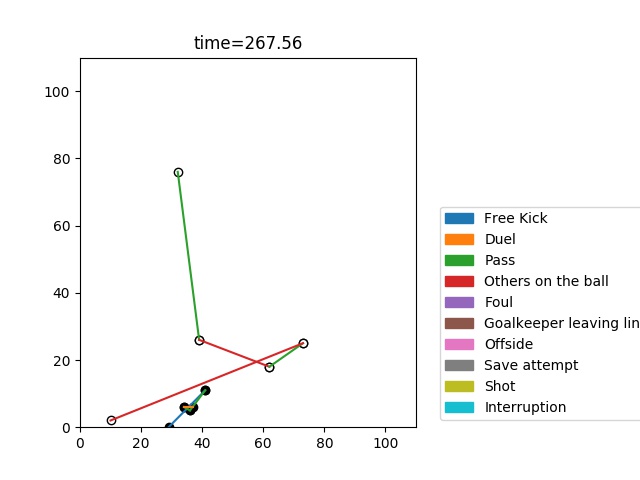 time=267.56
100
80
60
40
20
0
0 20 40 60 80 100
Free Kick
Duel
Pass
Others on the ball
Foul
Goalkeeper leaving lin
Offside
Save attempt
Shot
Interruption